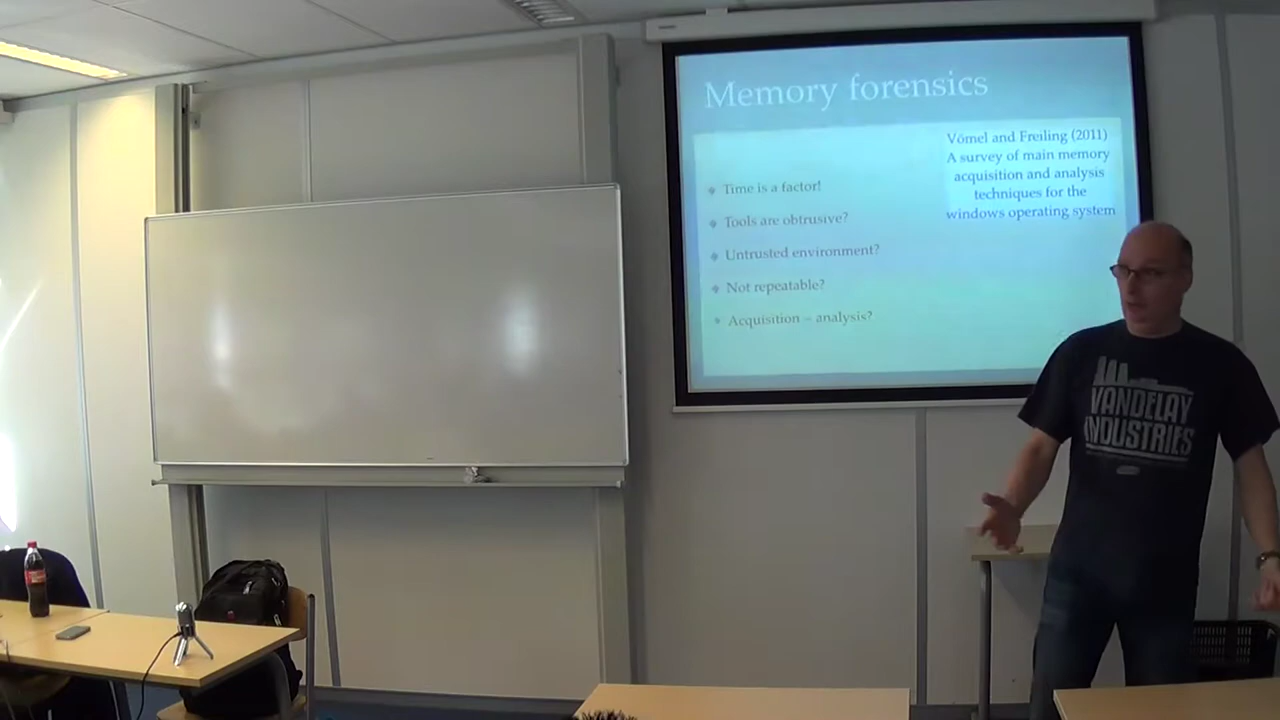 Memory forensics
Vömel and Freiling (2011)
A survey of main memory
acquisition and analysis
techniques for the
windows operating system
Time is a factor!
Tools are obtrusive?
Untrusted environment?
Not repeatable?
Acquisition – analysis?
VANDELAY
INDUSTRIES